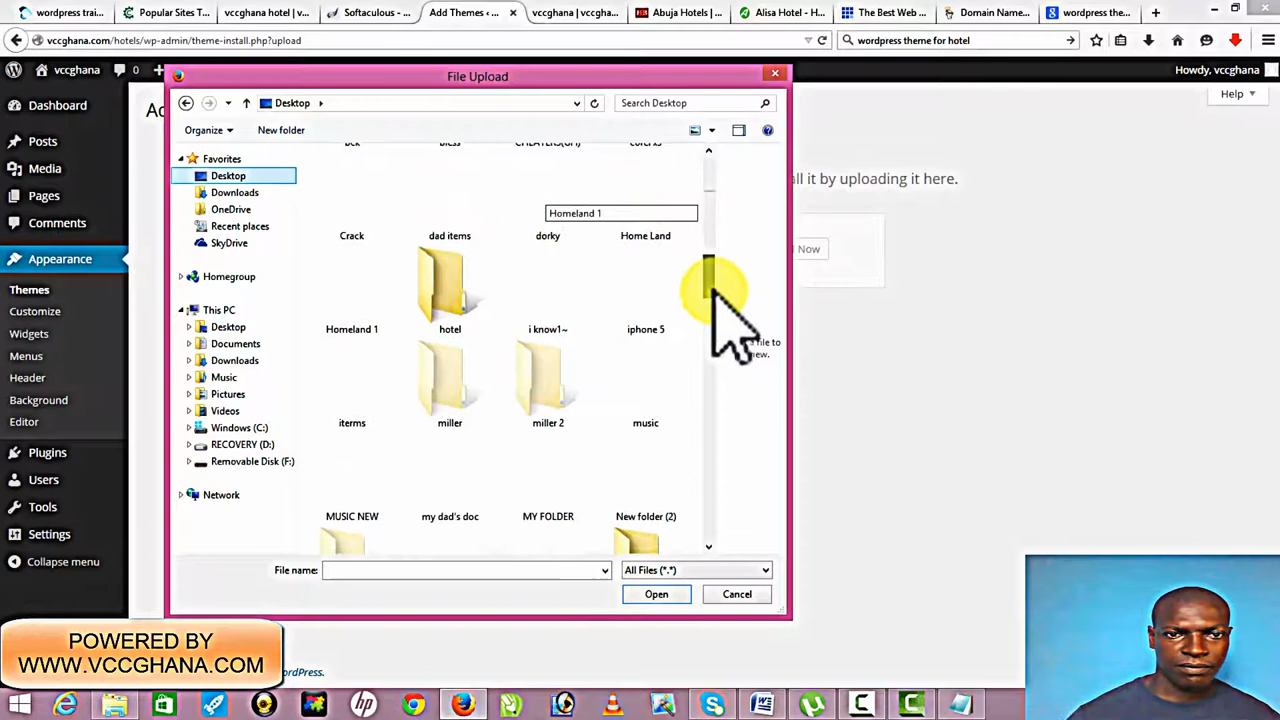 wordpress trai...
Popular Sites T...
vccghana hotel | v...
Softaculous - ...
Add Themes ‹ ...
vccghana | vccgha...
Abuja Hotels | ...
Alisa Hotel - H...
The Best Web ...
Domain Name...
wordpress the...
vccghana.com/hotels/wp-admin/theme-install.php?upload
wordpress theme for hotel
vccghana
0
Howdy, vccghana
Help
File Upload
Desktop
Search Desktop
Organize
New folder
Dashboard
Posts
Media
Pages
Comments
Appearance
Themes
Customize
Widgets
Menus
Header
Background
Editor
Plugins
Users
Tools
Settings
Collapse menu
Favorites
Desktop
Downloads
OneDrive
Recent places
SkyDrive
Homegroup
This PC
Desktop
Documents
Downloads
Music
Pictures
Videos
Windows (C:)
RECOVERY (D:)
Removable Disk (F:)
Network
Homeland 1
Crack
dad items
dorky
Home Land
Homeland 1
hotel
i know1~
iphone 5
iterms
miller
miller 2
music
MUSIC NEW
my dad's doc
MY FOLDER
New folder (2)
all it by uploading it here.
Now
file to
File name:
All Files (*.*)
Open
Cancel
POWERED BY
WWW.VCCGHANA.COM
rdPress.